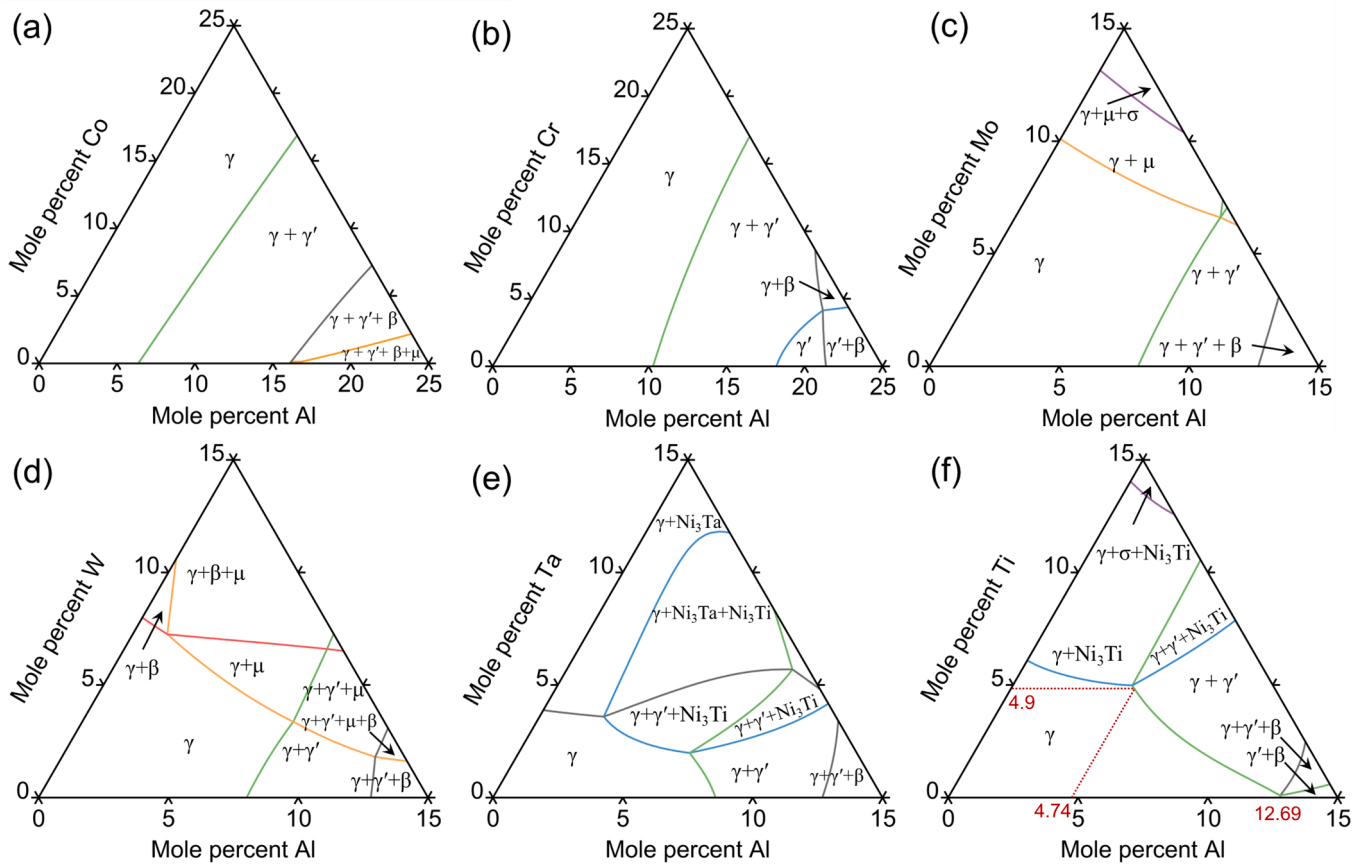 (a)
25
20
15
10
5
0
Mole percent Co
γ
γ + γ′
γ + γ′+ β
γ + γ′+ β+μ
0 5 10 15 20 25
Mole percent Al
(b)
25
20
15
10
5
0
Mole percent Cr
γ
γ + γ′
γ+β
γ′
γ′+β
0 5 10 15 20 25
Mole percent Al
(c)
15
10
5
0
Mole percent Mo
γ+μ+σ
γ + μ
γ
γ + γ′
γ + γ′ + β
0 5 10 15
Mole percent Al
(d)
15
10
5
0
Mole percent W
γ+β+μ
γ+β
γ+μ
γ+γ′+μ
γ+γ′+μ+β
γ
γ+γ′
γ+γ′+β
0 5 10 15
Mole percent Al
(e)
15
10
5
0
Mole percent Ta
γ+Ni₃Ta
γ+Ni₃Ta+Ni₃Ti
γ+γ′+Ni₃Ti
γ+γ′+Ni₃Ti
γ
γ+γ′
γ+γ′+β
0 5 10 15
Mole percent Al
(f)
15
10
5
0
Mole percent Ti
γ+σ+Ni₃Ti
γ+Ni₃Ti
γ+γ′+Ni₃Ti
γ + γ′
4.9
γ
γ+γ′+β
γ′+β
4.74
12.69
0 5 10 15
Mole percent Al